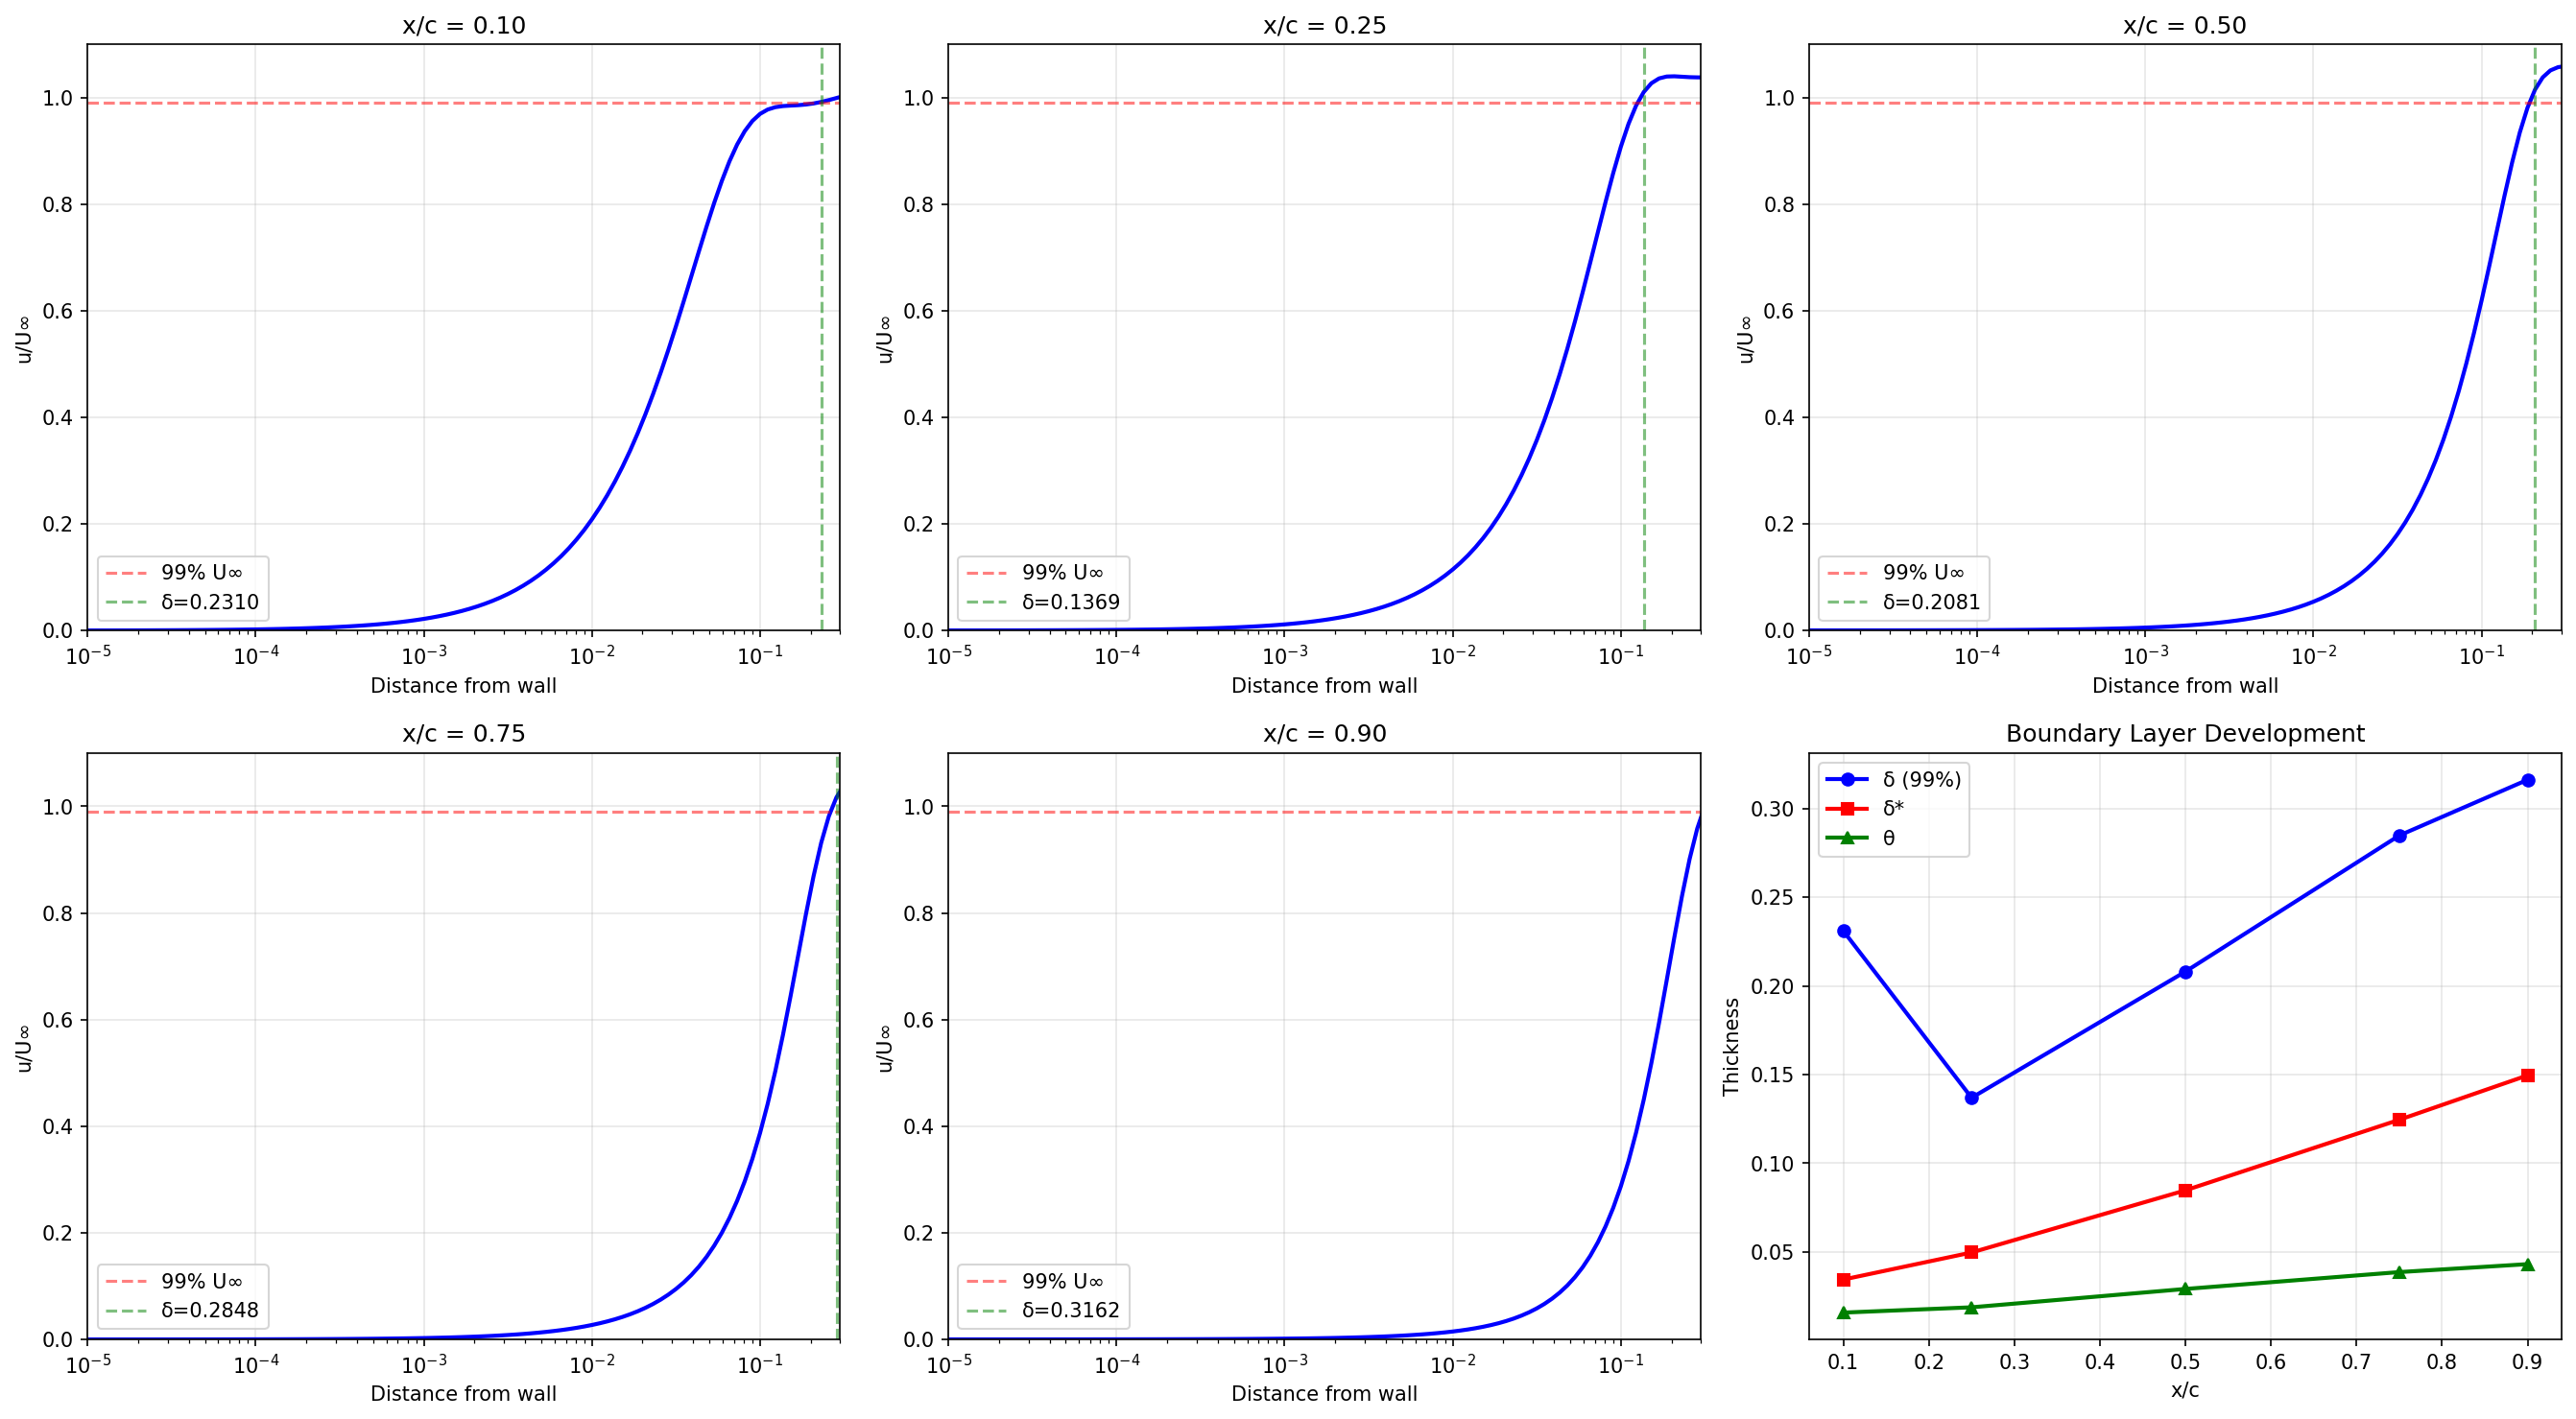 x/c = 0.10
u/U∞
1.0
0.8
0.6
0.4
0.2
0.0
99% U∞
δ=0.2310
10⁻⁵ 10⁻⁴ 10⁻³ 10⁻² 10⁻¹
Distance from wall
x/c = 0.25
u/U∞
1.0
0.8
0.6
0.4
0.2
0.0
99% U∞
δ=0.1369
10⁻⁵ 10⁻⁴ 10⁻³ 10⁻² 10⁻¹
Distance from wall
x/c = 0.50
u/U∞
1.0
0.8
0.6
0.4
0.2
0.0
99% U∞
δ=0.2081
10⁻⁵ 10⁻⁴ 10⁻³ 10⁻² 10⁻¹
Distance from wall
x/c = 0.75
u/U∞
1.0
0.8
0.6
0.4
0.2
0.0
99% U∞
δ=0.2848
10⁻⁵ 10⁻⁴ 10⁻³ 10⁻² 10⁻¹
Distance from wall
x/c = 0.90
u/U∞
1.0
0.8
0.6
0.4
0.2
0.0
99% U∞
δ=0.3162
10⁻⁵ 10⁻⁴ 10⁻³ 10⁻² 10⁻¹
Distance from wall
Boundary Layer Development
δ (99%)
δ*
θ
Thickness
0.30
0.25
0.20
0.15
0.10
0.05
0.1 0.2 0.3 0.4 0.5 0.6 0.7 0.8 0.9
x/c